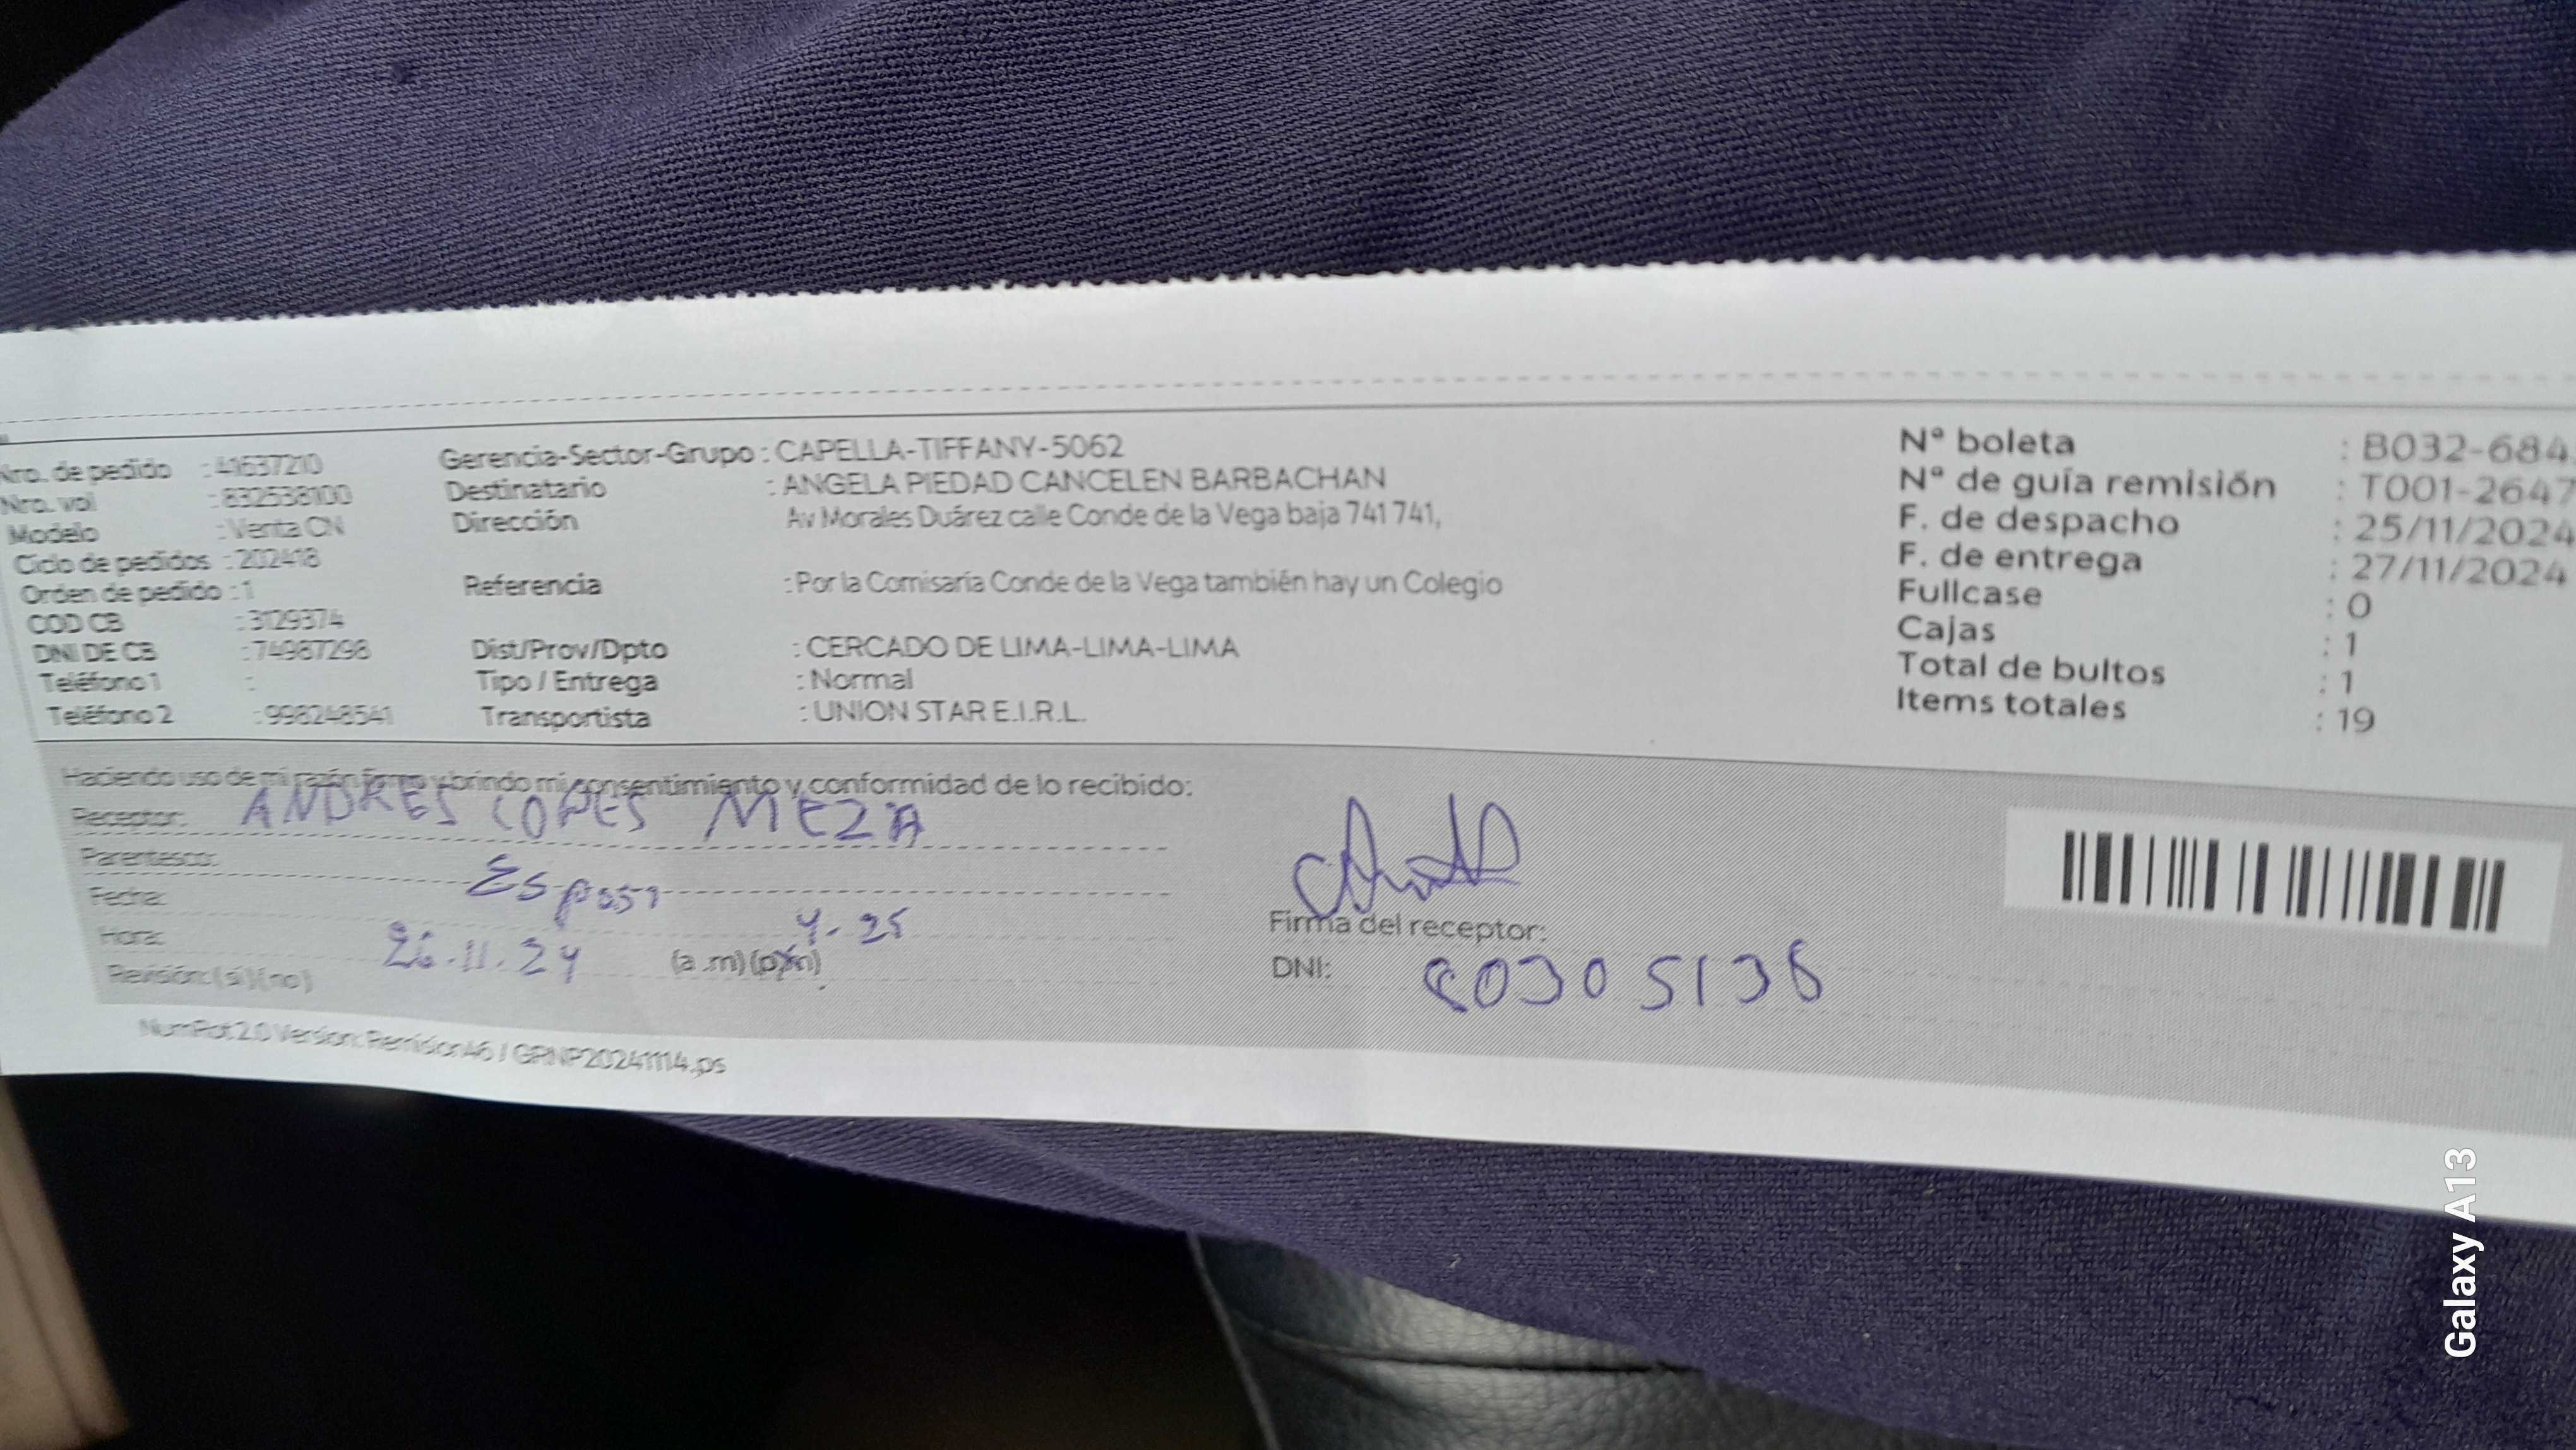 Nro. de pedido : 41637210
Nro. vol : 832538100
Modelo : Venta CN
Ciclo de pedidos : 202418
Orden de pedido : 1
COD CB : 3129374
DNI DE CB : 74987298
Teléfono 1 :
Teléfono 2 : 998248541
Gerencia-Sector-Grupo : CAPELLA-TIFFANY-5062
Destinatario : ANGELA PIEDAD CANCELEN BARBACHAN
Dirección Av Morales Duárez calle Conde de la Vega baja 741 741,
Referencia : Por la Comisaría Conde de la Vega también hay un Colegio
Dist/Prov/Dpto : CERCADO DE LIMA-LIMA-LIMA
Tipo / Entrega : Normal
Transportista : UNION STAR E.I.R.L.
Nº boleta : B032-684
Nº de guía remisión : T001-2647
F. de despacho : 25/11/2024
F. de entrega : 27/11/2024
Fullcase : 0
Cajas : 1
Total de bultos : 1
Items totales : 19
Haciendo uso de mi razón firmo y brindo mi consentimiento y conformidad de lo recibido:
Receptor: ANDRES LOPES MEZA
Parentesco: Esposo
Fecha: 26.11.24
Hora: 4.25 (a.m) (p.m)
Revisión: (si) (no)
Firma del receptor:
DNI: 80305136
NumPot 2.0 Version: Remision46 / GRNP20241114.ps
Galaxy A13